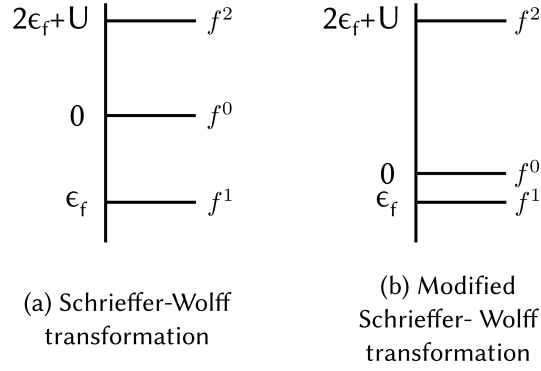 2ϵf+U f²
0 f⁰
ϵf f¹
(a) Schrieffer-Wolff
transformation
2ϵf+U f²
0 f⁰
ϵf f¹
(b) Modified
Schrieffer- Wolff
transformation